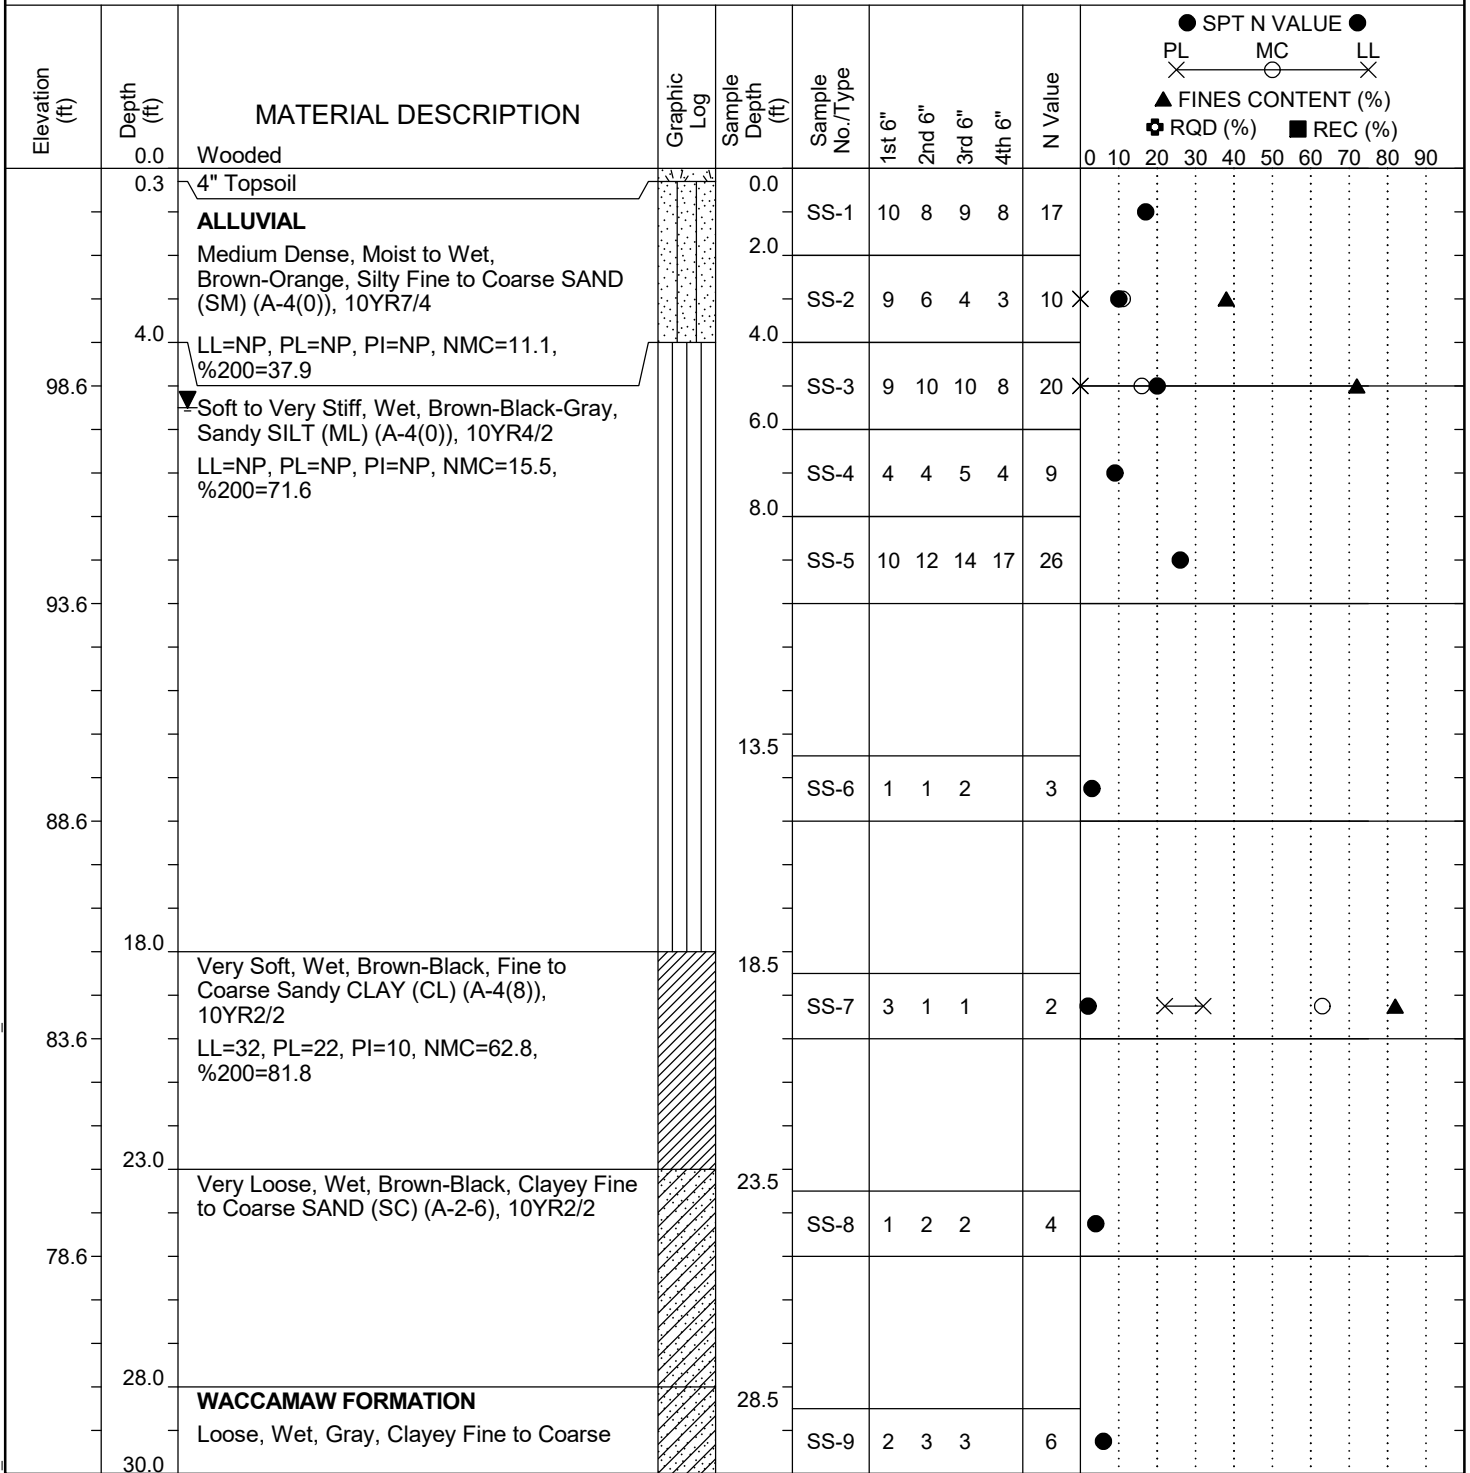 ● SPT N VALUE ●
PL MC LL
▲ FINES CONTENT (%)
RQD (%) ■ REC (%)
Elevation (ft)
Depth (ft)
MATERIAL DESCRIPTION
Graphic Log
Sample Depth (ft)
Sample No./Type
1st 6"
2nd 6"
3rd 6"
4th 6"
N Value
0 10 20 30 40 50 60 70 80 90
0.0 Wooded
0.3 4" Topsoil
0.0
ALLUVIAL
SS-1 10 8 9 8 17
Medium Dense, Moist to Wet,
2.0
Brown-Orange, Silty Fine to Coarse SAND
(SM) (A-4(0)), 10YR7/4
SS-2 9 6 4 3 10
4.0
LL=NP, PL=NP, PI=NP, NMC=11.1,
%200=37.9
4.0
98.6
SS-3 9 10 10 8 20
Soft to Very Stiff, Wet, Brown-Black-Gray,
6.0
Sandy SILT (ML) (A-4(0)), 10YR4/2
LL=NP, PL=NP, PI=NP, NMC=15.5,
%200=71.6
SS-4 4 4 5 4 9
8.0
SS-5 10 12 14 17 26
93.6
13.5
SS-6 1 1 2 3
88.6
18.0
Very Soft, Wet, Brown-Black, Fine to
18.5
Coarse Sandy CLAY (CL) (A-4(8)),
10YR2/2
SS-7 3 1 1 2
83.6
LL=32, PL=22, PI=10, NMC=62.8,
%200=81.8
23.0
Very Loose, Wet, Brown-Black, Clayey Fine
23.5
to Coarse SAND (SC) (A-2-6), 10YR2/2
SS-8 1 2 2 4
78.6
28.0
WACCAMAW FORMATION
28.5
Loose, Wet, Gray, Clayey Fine to Coarse
SS-9 2 3 3 6
30.0